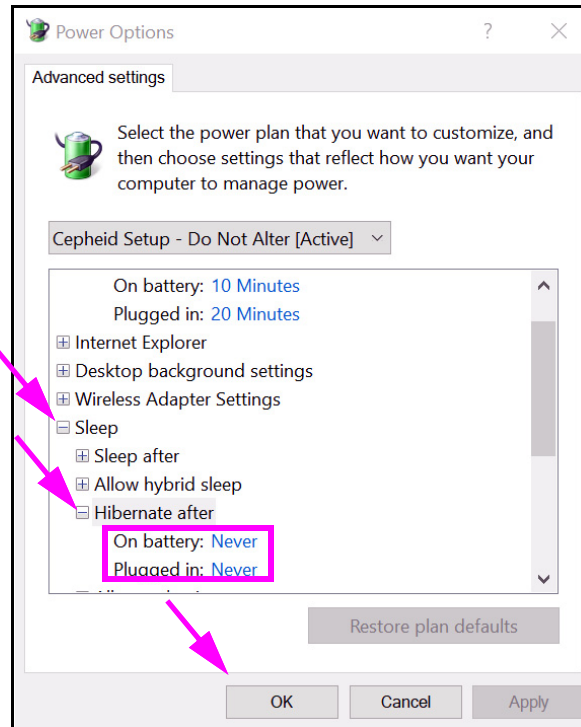 Power Options
?
Advanced settings
Select the power plan that you want to customize, and
then choose settings that reflect how you want your
computer to manage power.
Cepheid Setup - Do Not Alter [Active]
On battery: 10 Minutes
Plugged in: 20 Minutes
Internet Explorer
Desktop background settings
Wireless Adapter Settings
Sleep
Sleep after
Allow hybrid sleep
Hibernate after
On battery: Never
Plugged in: Never
Restore plan defaults
OK Cancel Apply